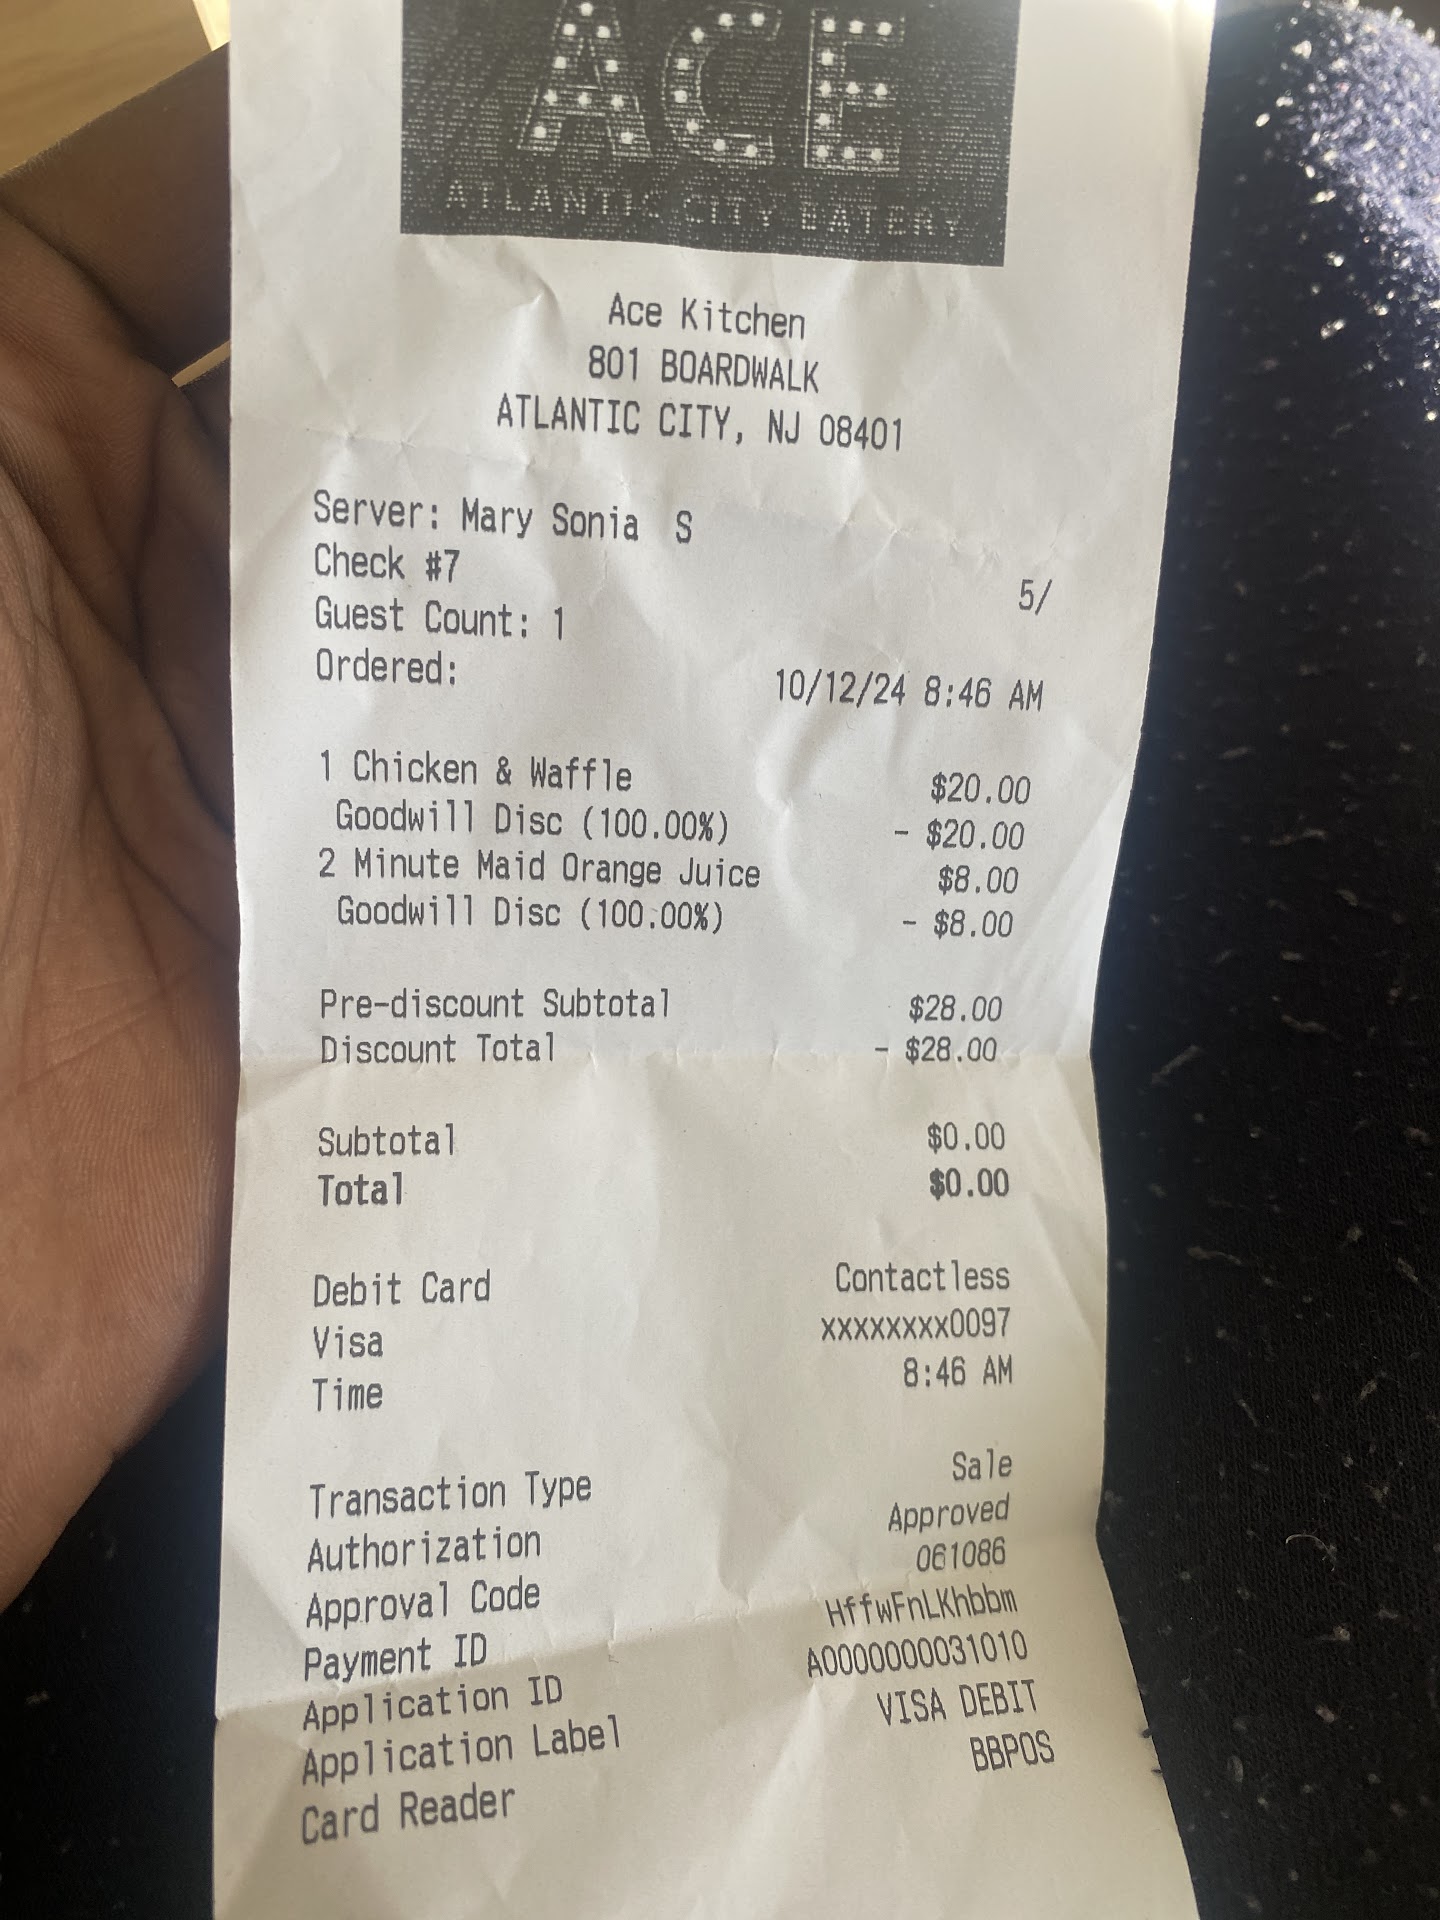 ACE
ATLANTIC CITY EATERY
Ace Kitchen
801 BOARDWALK
ATLANTIC CITY, NJ 08401
Server: Mary Sonia S
Check #7 5/
Guest Count: 1
Ordered: 10/12/24 8:46 AM
1 Chicken & Waffle $20.00
Goodwill Disc (100.00%) - $20.00
2 Minute Maid Orange Juice $8.00
Goodwill Disc (100.00%) - $8.00
Pre-discount Subtotal $28.00
Discount Total - $28.00
Subtotal $0.00
Total $0.00
Debit Card Contactless
Visa xxxxxxxx0097
Time 8:46 AM
Transaction Type Sale
Authorization Approved
Approval Code 061086
Payment ID HffwFnLKhbbm
Application ID A0000000031010
Application Label VISA DEBIT
Card Reader BBPOS